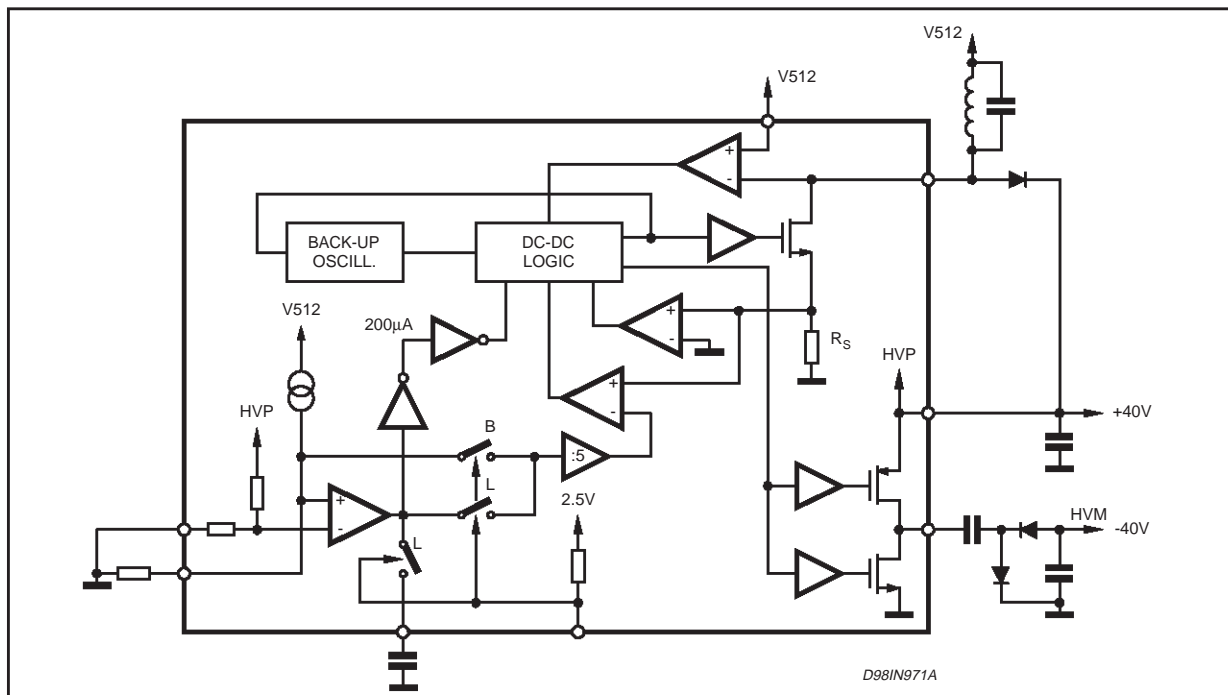 V512
V512
+
-
BACK-UP
OSCILL.
DC-DC
LOGIC
V512
200µA
+
-
RS
HVP
HVP
+
-
B
:5
+40V
L
2.5V
+
-
L
HVM
-40V
D98IN971A